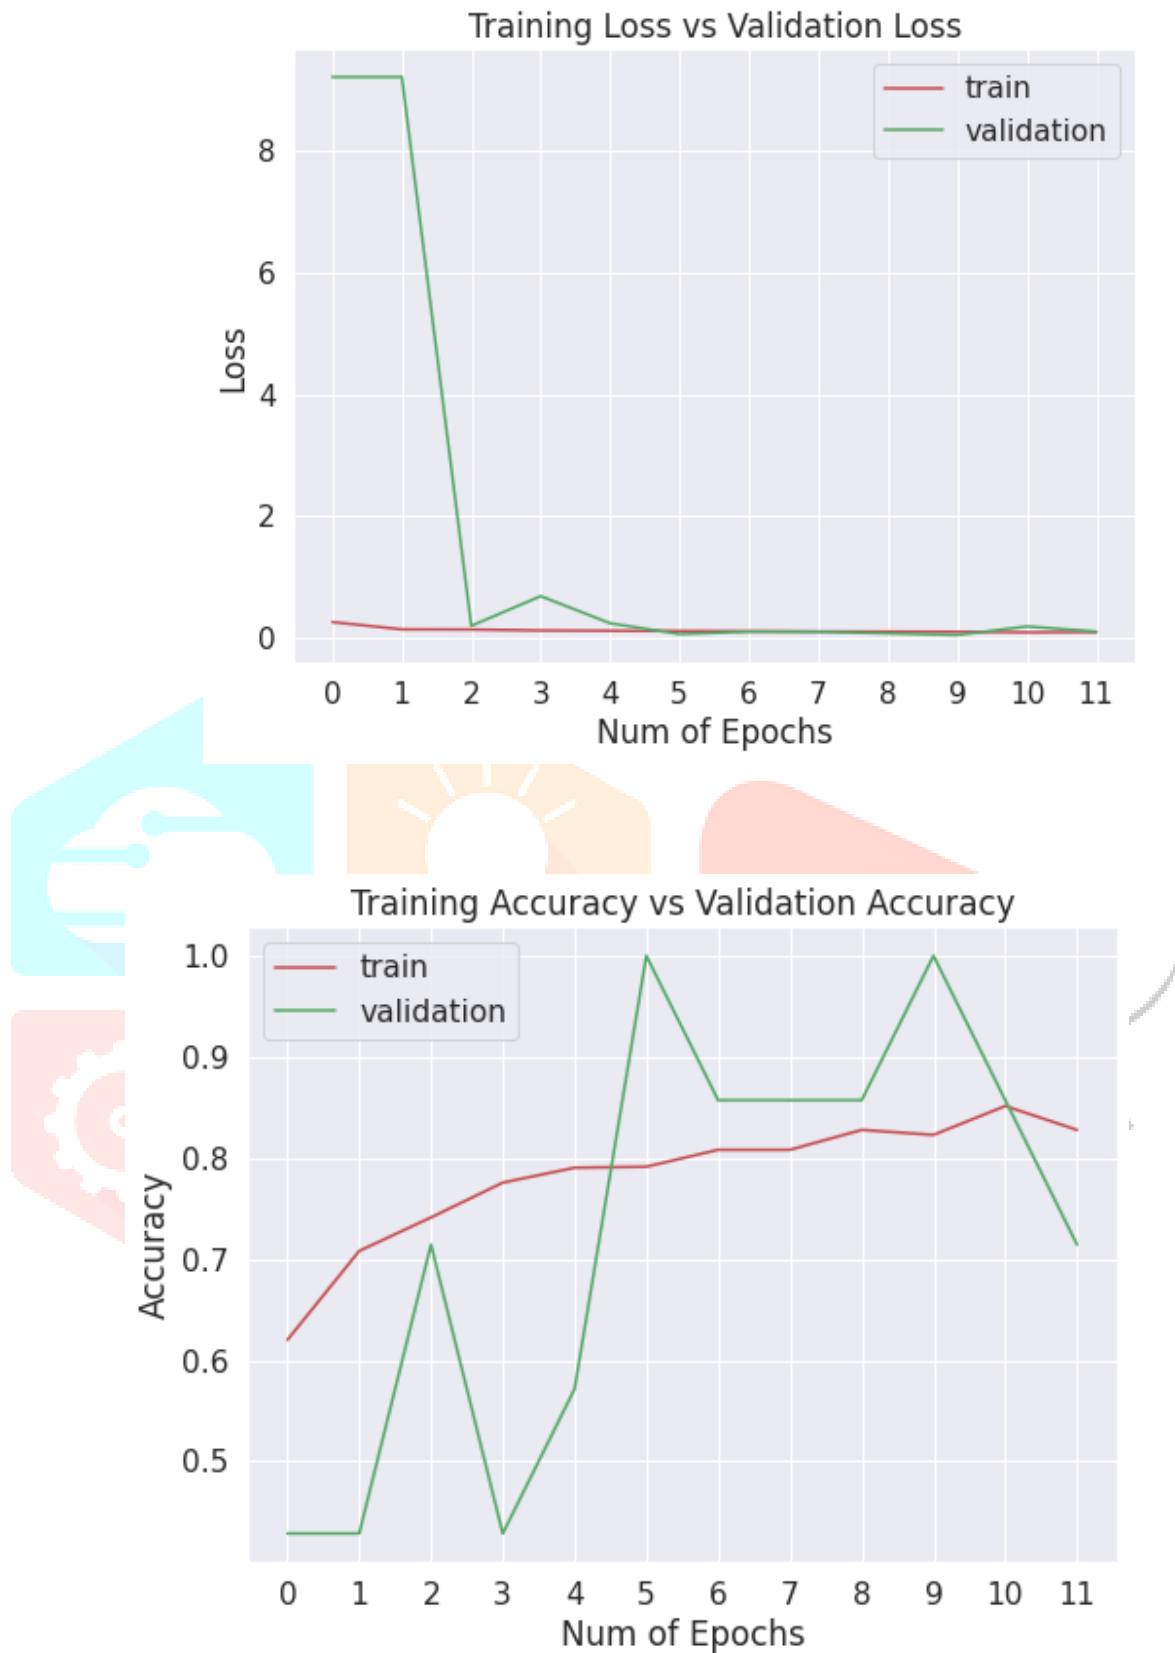 Training Loss vs Validation Loss
train
validation
8
6
4
2
0
Loss
0 1 2 3 4 5 6 7 8 9 10 11
Num of Epochs
Training Accuracy vs Validation Accuracy
train
validation
1.0
0.9
0.8
0.7
0.6
0.5
Accuracy
0 1 2 3 4 5 6 7 8 9 10 11
Num of Epochs